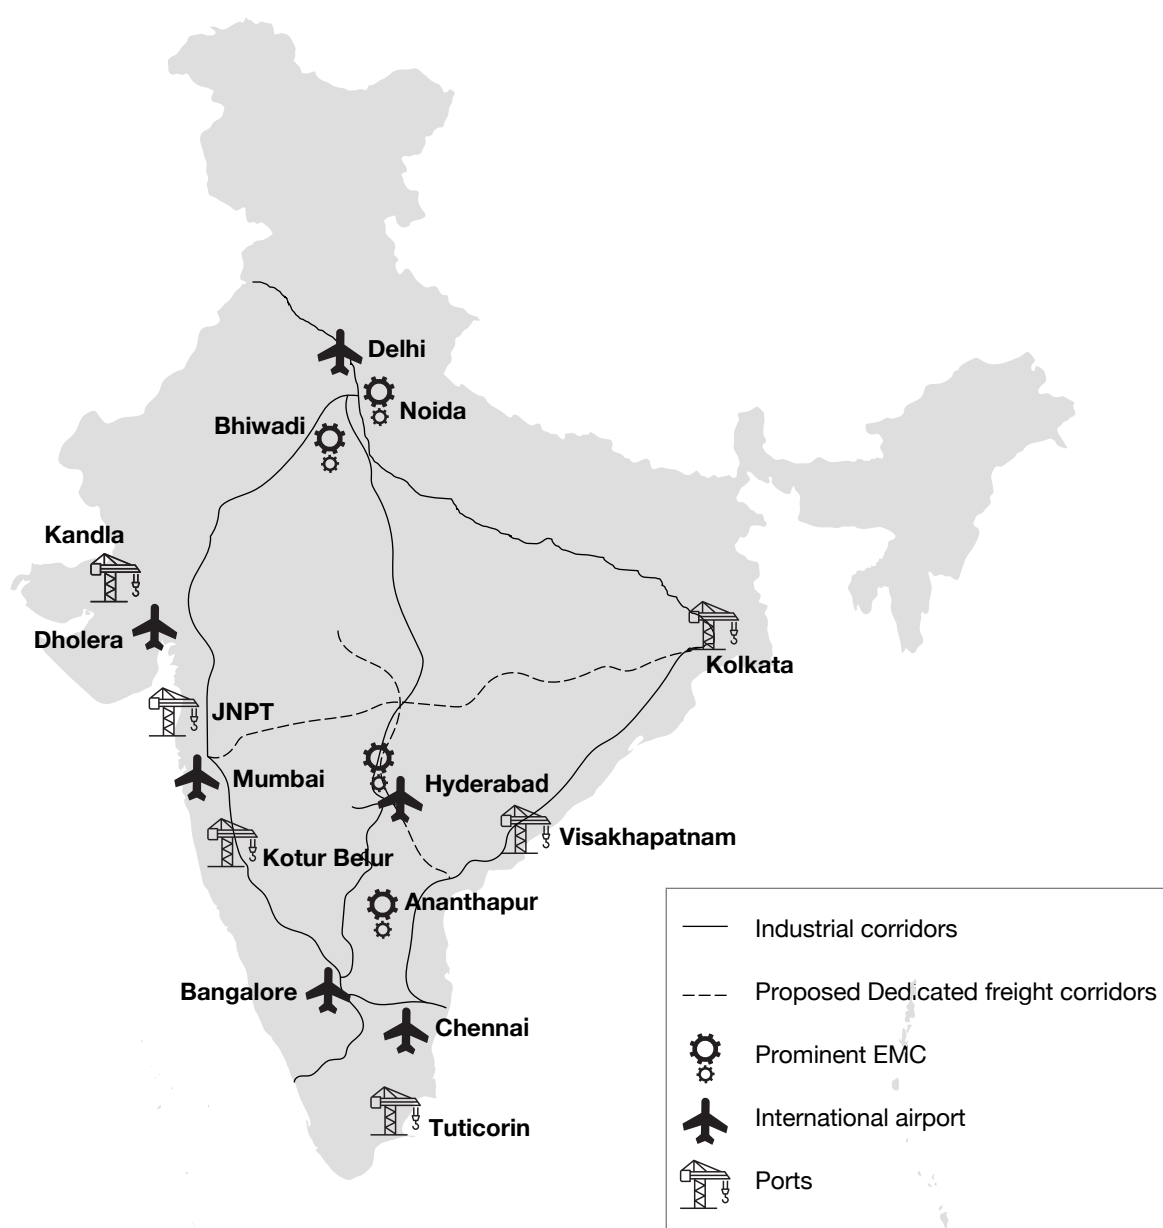 Delhi
Noida
Bhiwadi
Kandla
Dholera
Kolkata
JNPT
Mumbai
Hyderabad
Visakhapatnam
Kotur Belur
Ananthapur
Bangalore
Chennai
Tuticorin
Industrial corridors
Proposed Dedicated freight corridors
Prominent EMC
International airport
Ports